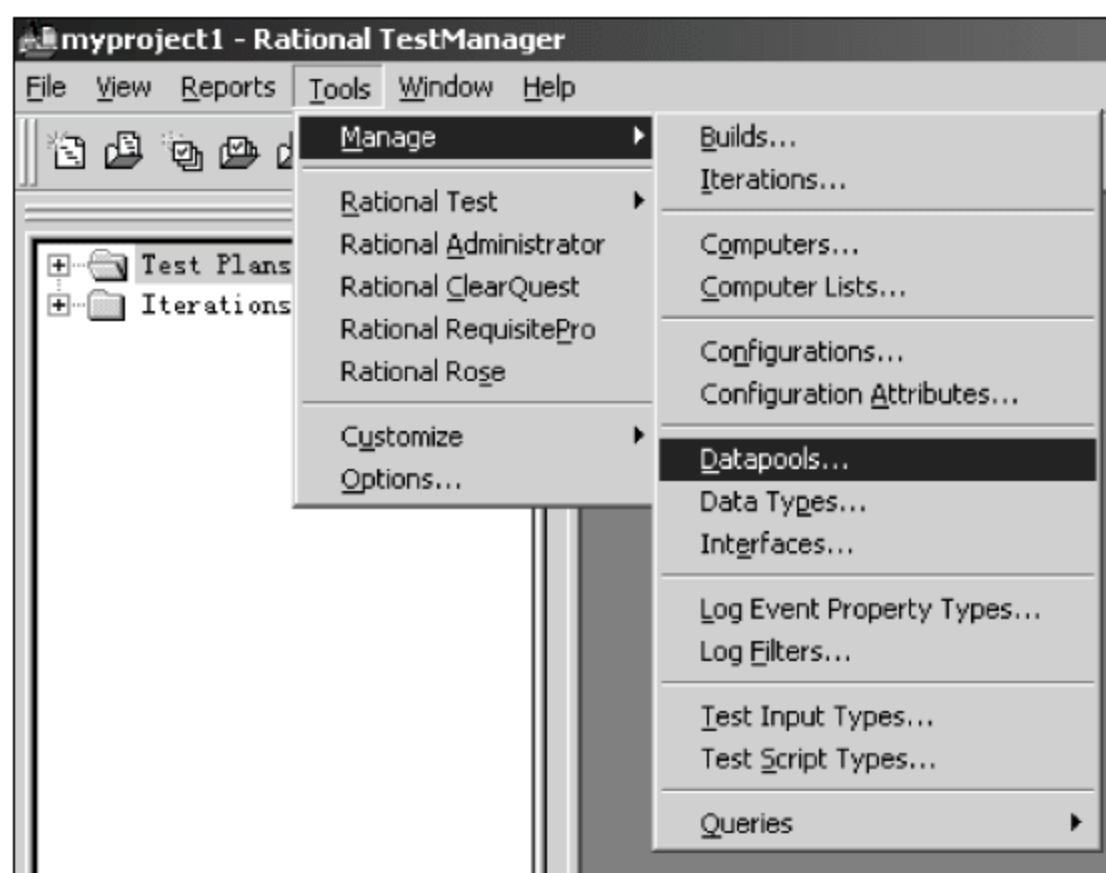 myproject1 - Rational TestManager
File View Reports Tools Window Help
Manage
Rational Test
Rational Administrator
Rational ClearQuest
Rational RequisitePro
Rational Rose
Customize
Options...
Builds...
Iterations...
Computers...
Computer Lists...
Configurations...
Configuration Attributes...
Datapools...
Data Types...
Interfaces...
Log Event Property Types...
Log Filters...
Test Input Types...
Test Script Types...
Queries
Test Plans
Iterations